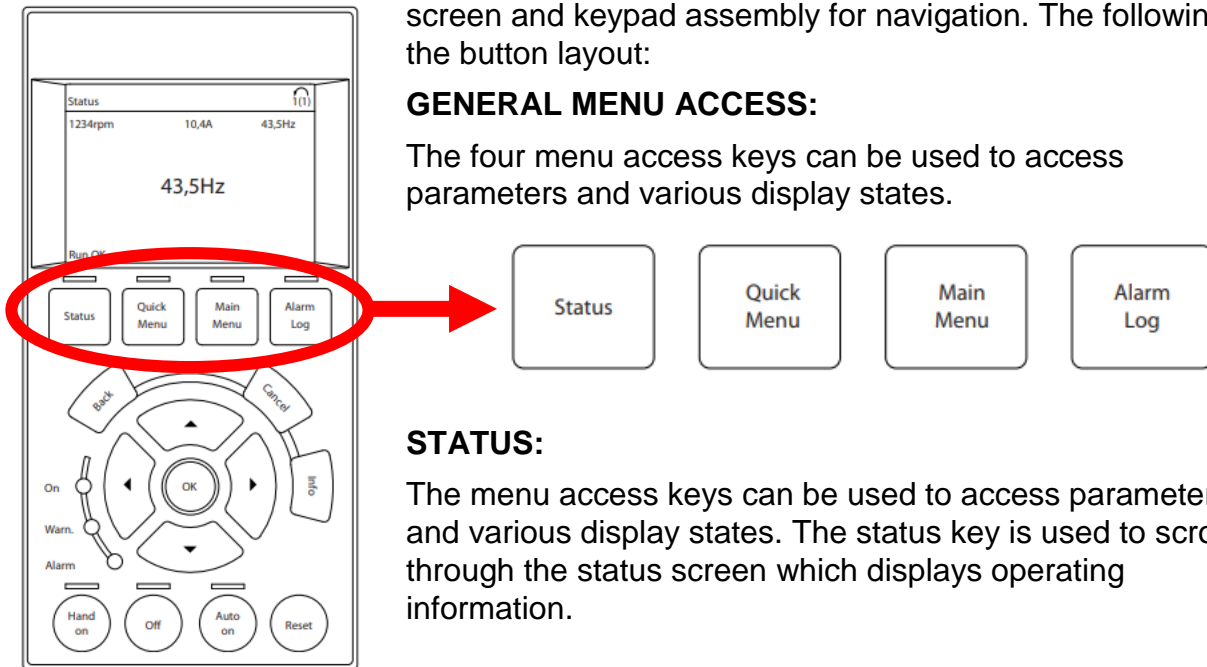 screen and keypad assembly for navigation. The followin
the button layout:
GENERAL MENU ACCESS:
The four menu access keys can be used to access
parameters and various display states.
Status
1(1)
1234rpm 10,4A 43,5Hz
43,5Hz
Run OK
Status Quick Menu Main Menu Alarm Log
Back
Cancel
Info
OK
On
Warn.
Alarm
Hand on Off Auto on Reset
Status Quick Menu Main Menu Alarm Log
STATUS:
The menu access keys can be used to access parameter
and various display states. The status key is used to scro
through the status screen which displays operating
information.